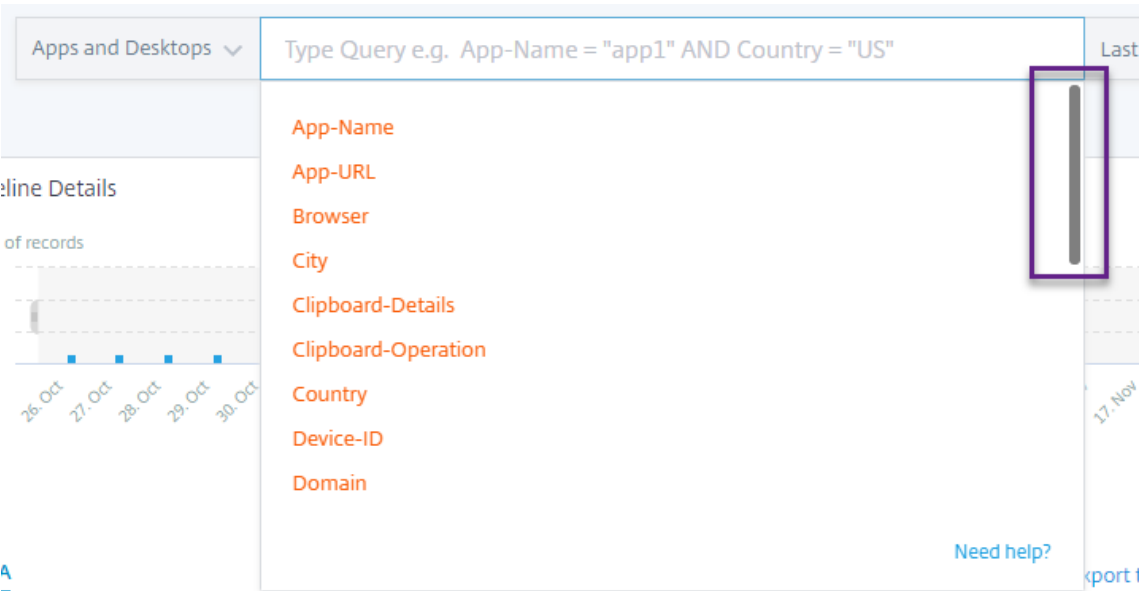 Apps and Desktops
Type Query e.g. App-Name = "app1" AND Country = "US"
Last
App-Name
App-URL
Browser
City
Clipboard-Details
Clipboard-Operation
Country
Device-ID
Domain
Need help?
eline Details
of records
26. Oct
27. Oct
28. Oct
29. Oct
30. Oct
17. Nov
A
xport f